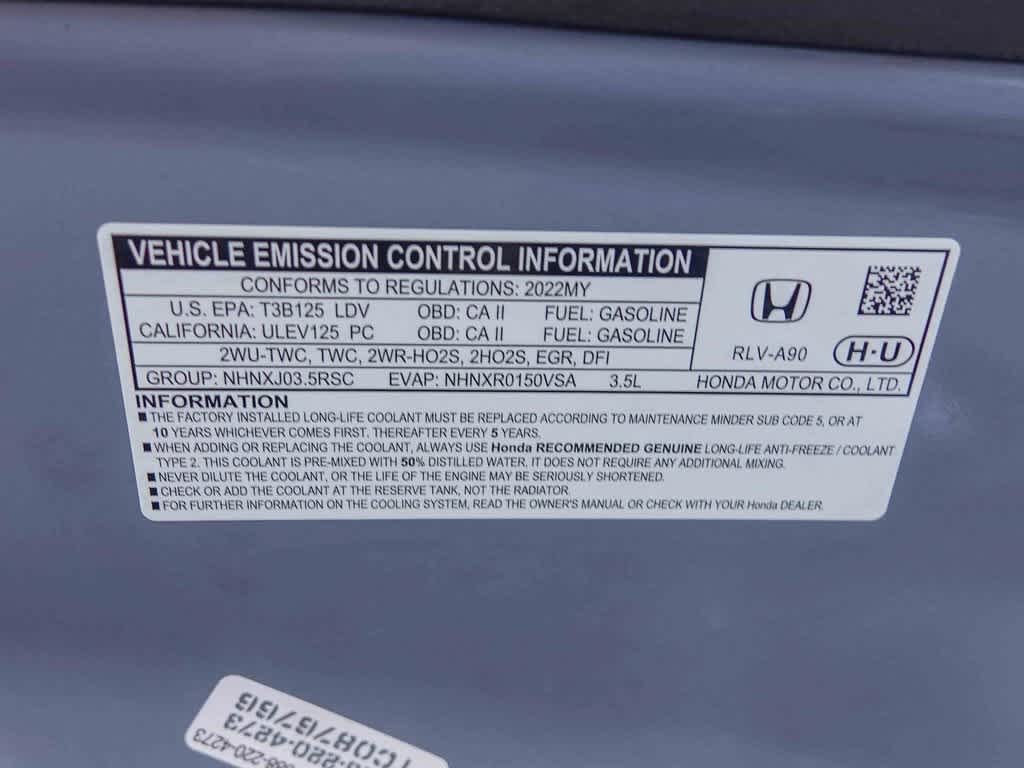 VEHICLE EMISSION CONTROL INFORMATION
CONFORMS TO REGULATIONS: 2022MY
U.S. EPA: T3B125 LDV OBD: CA II FUEL: GASOLINE
CALIFORNIA: ULEV125 PC OBD: CA II FUEL: GASOLINE
2WU-TWC, TWC, 2WR-HO2S, 2HO2S, EGR, DFI
RLV-A90 H-U
GROUP: NHNXJ03.5RSC EVAP: NHNXR0150VSA 3.5L HONDA MOTOR CO., LTD.
INFORMATION
■ THE FACTORY INSTALLED LONG-LIFE COOLANT MUST BE REPLACED ACCORDING TO MAINTENANCE MINDER SUB CODE 5, OR AT
10 YEARS WHICHEVER COMES FIRST, THEREAFTER EVERY 5 YEARS.
■ WHEN ADDING OR REPLACING THE COOLANT, ALWAYS USE Honda RECOMMENDED GENUINE LONG-LIFE ANTI-FREEZE / COOLANT
TYPE 2. THIS COOLANT IS PRE-MIXED WITH 50% DISTILLED WATER. IT DOES NOT REQUIRE ANY ADDITIONAL MIXING.
■ NEVER DILUTE THE COOLANT, OR THE LIFE OF THE ENGINE MAY BE SERIOUSLY SHORTENED.
■ CHECK OR ADD THE COOLANT AT THE RESERVE TANK, NOT THE RADIATOR.
■ FOR FURTHER INFORMATION ON THE COOLING SYSTEM, READ THE OWNER'S MANUAL OR CHECK WITH YOUR Honda DEALER.
220-4273